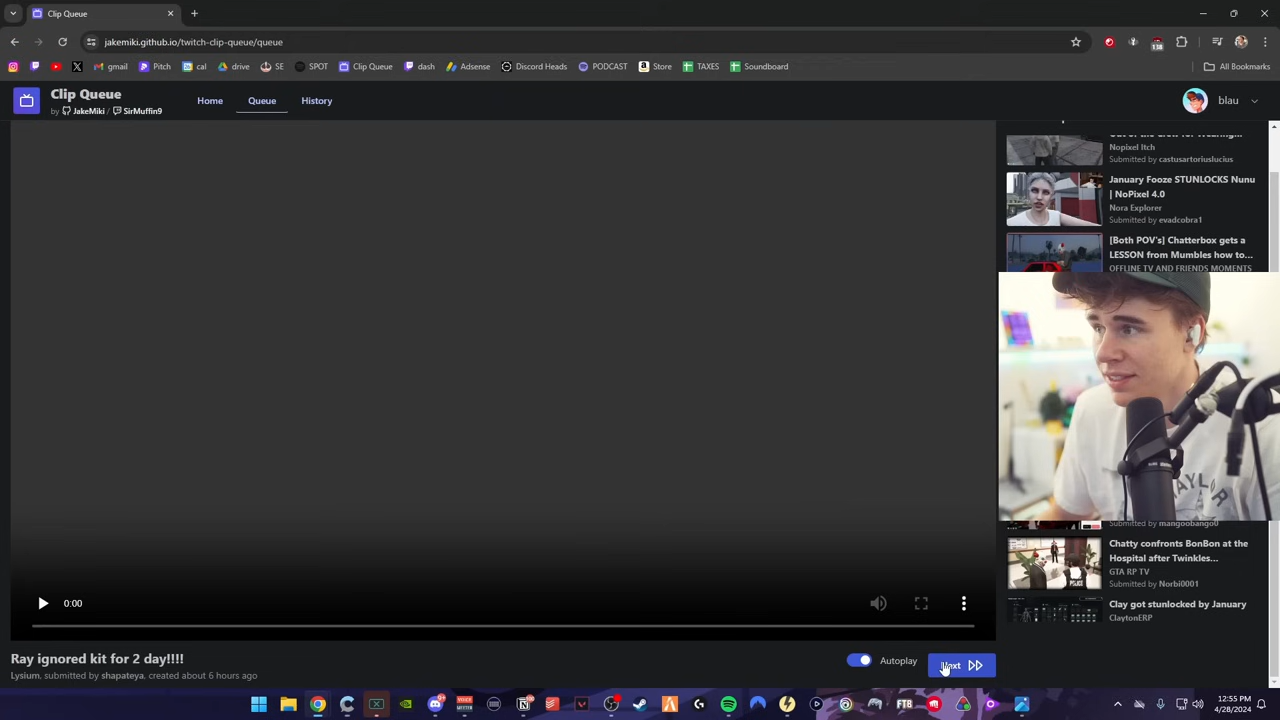 Clip Queue
jakemiki.github.io/twitch-clip-queue/queue
gmail
Pitch
cal
drive
SE
SPOT
Clip Queue
dash
Adsense
Discord Heads
PODCAST
Store
TAXES
Soundboard
All Bookmarks
Clip Queue
by JakeMiki / SirMuffin9
Home
Queue
History
blau
Nopixel Itch
Submitted by castusartoriuslucius
January Fooze STUNLOCKS Nunu
| NoPixel 4.0
Nora Explorer
Submitted by evadcobra1
[Both POV's] Chatterbox gets a
LESSON from Mumbles how to...
OFFLINE TV AND FRIENDS MOMENTS
Submitted by mangoobango0
Chatty confronts BonBon at the
Hospital after Twinkles...
GTA RP TV
Submitted by Norbi0001
Clay got stunlocked by January
ClaytonERP
0:00
Ray ignored kit for 2 day!!!!
Lysium, submitted by shapateya, created about 6 hours ago
Autoplay
Next
12:55 PM
4/28/2024